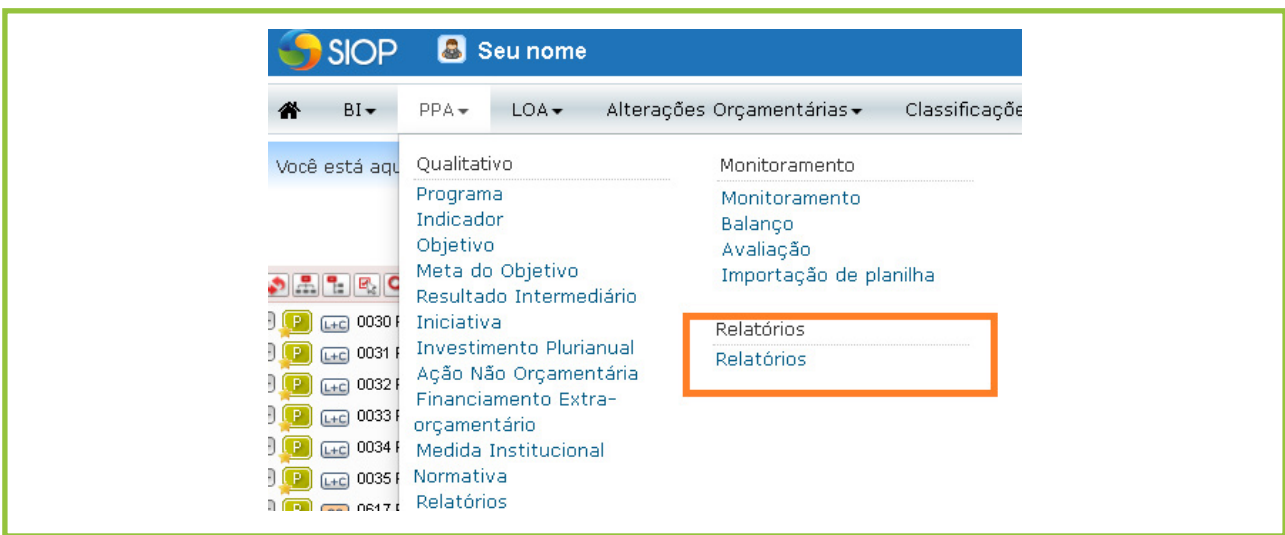 SIOP Seu nome
BI PPA LOA Alterações Orçamentárias
Você está
Qualitativo
Programa
Indicador
Objetivo
Meta do Objetivo
Resultado Intermediário
Iniciativa
Investimento Plurianual
Ação Não Orçamentária
Financiamento Extra-
orçamentário
Medida Institucional
Normativa
Relatórios
Monitoramento
Monitoramento
Balanço
Avaliação
Importação de planilha
Relatórios
Relatórios
P L+C 0030
P L+C 0031
P L+C 0032
P L+C 0033
P L+C 0034
P L+C 0035
P 0617